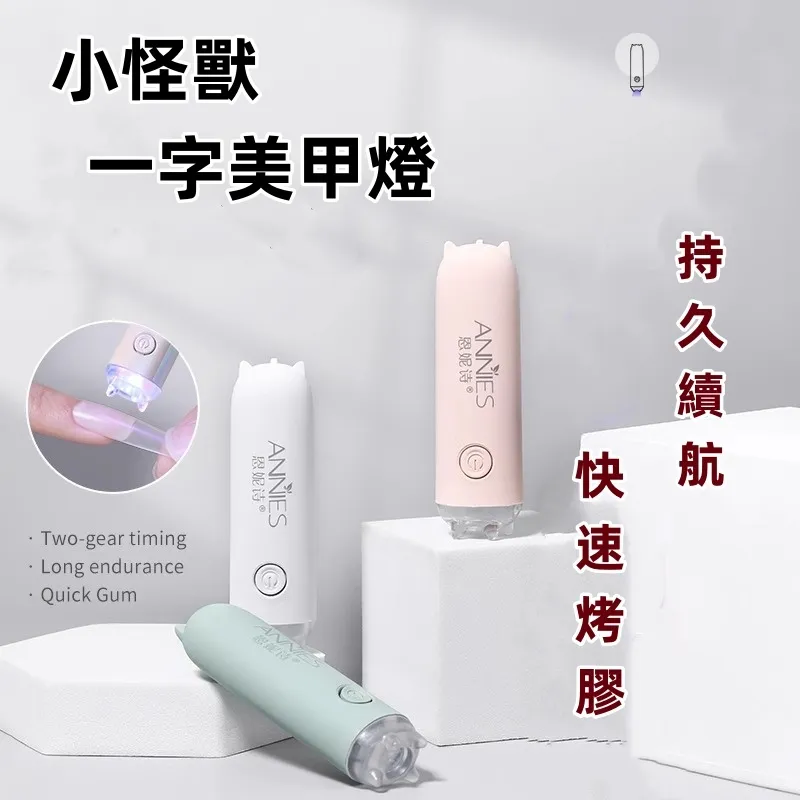 小怪獸
一字美甲燈
持久續航
快速烤膠
ANNIES
恩妮诗®
ANNIES
恩妮诗®
ANNIES
恩妮诗®
· Two-gear timing
· Long endurance
· Quick Gum